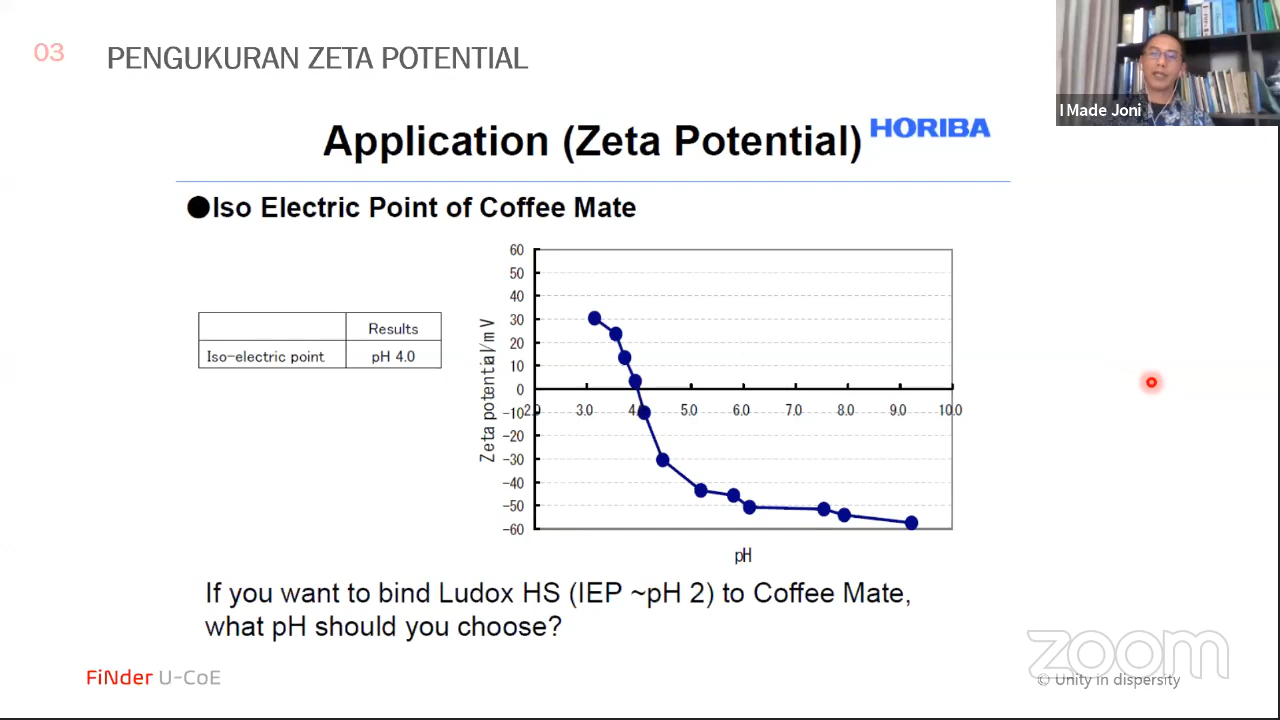 03
PENGUKURAN ZETA POTENTIAL
I Made Joni
Application (Zeta Potential)
HORIBA
●Iso Electric Point of Coffee Mate
Results
Iso-electric point
pH 4.0
Zeta potential/mV
60
50
40
30
20
10
0
-10
-20
-30
-40
-50
-60
2.0 3.0 4.0 5.0 6.0 7.0 8.0 9.0 10.0
pH
If you want to bind Ludox HS (IEP ~pH 2) to Coffee Mate,
what pH should you choose?
FiNder U-CoE
zoom
© Unity in dispersity